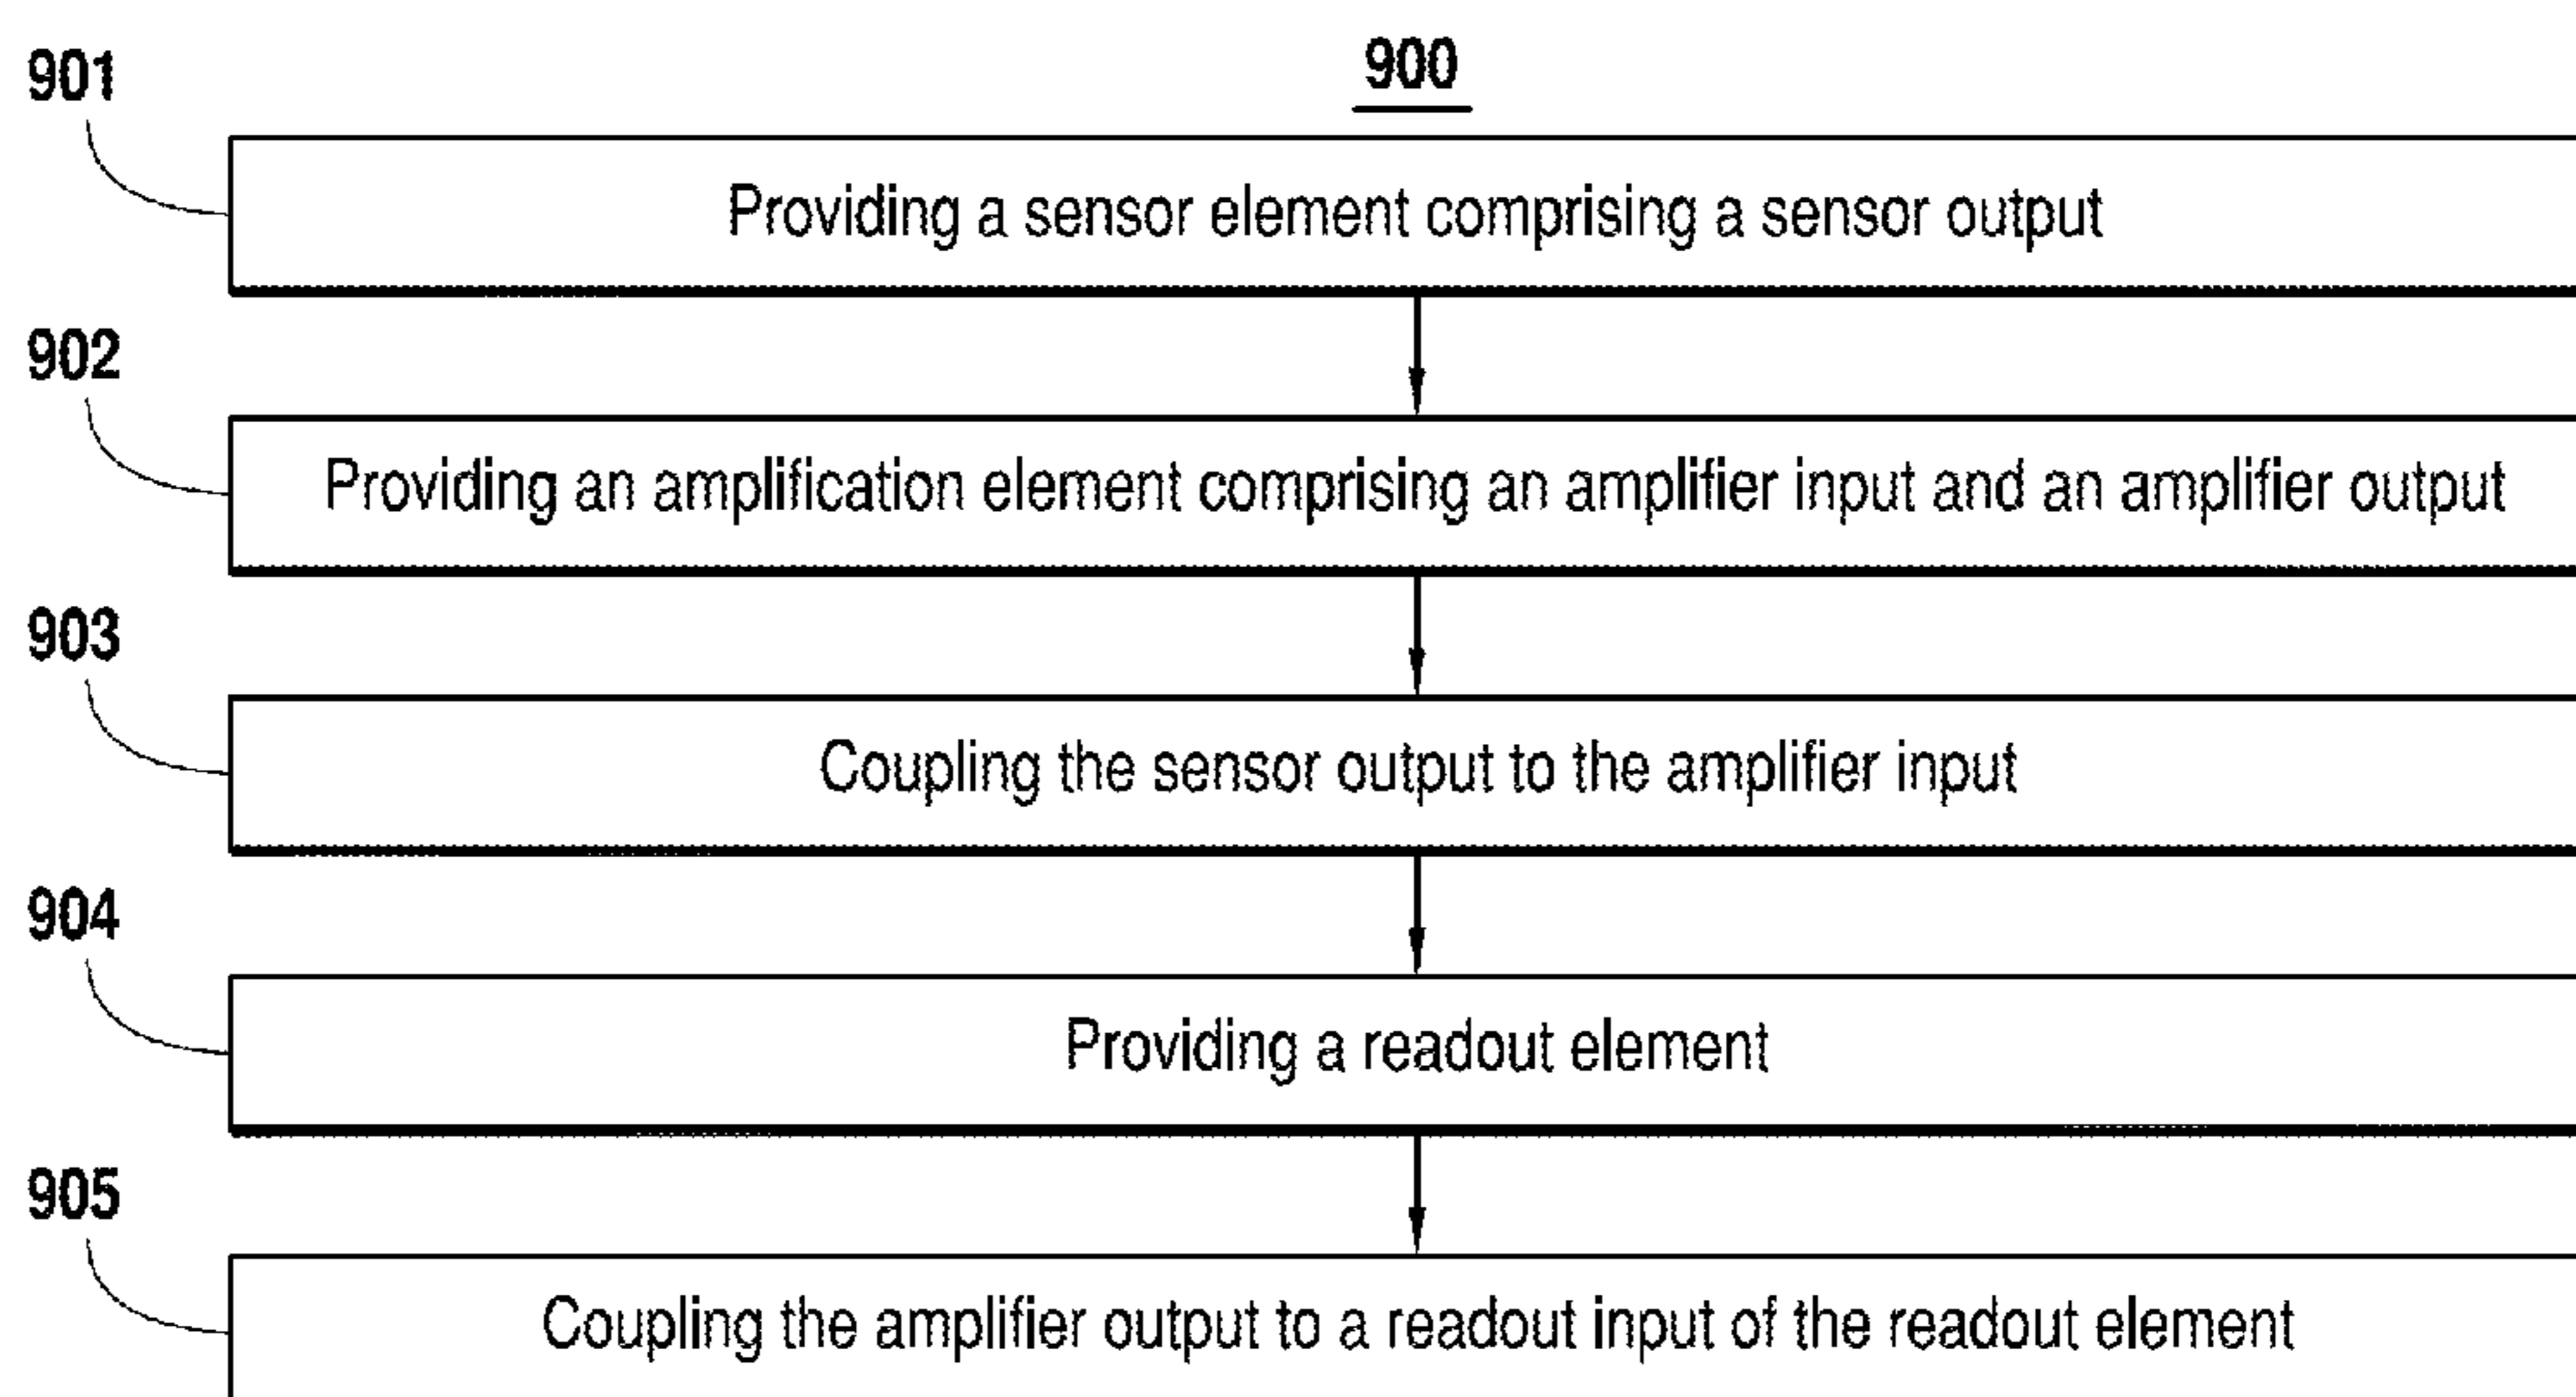 900
901
Providing a sensor element comprising a sensor output
902
Providing an amplification element comprising an amplifier input and an amplifier output
903
Coupling the sensor output to the amplifier input
904
Providing a readout element
905
Coupling the amplifier output to a readout input of the readout element